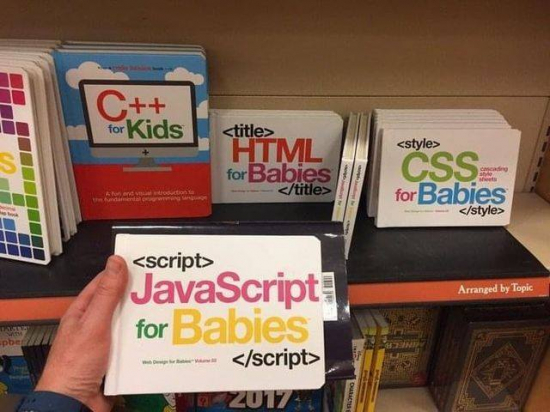 C++
for Kids
A fun and visual introduction to
the fundamental programming language
<title>
HTML
for Babies
</title>
<style>
CSS
cascading
style
sheets
for Babies
</style>
<script>
JavaScript
for Babies
Web Design for Babies Volume 03
</script>
Arranged by Topic
2017